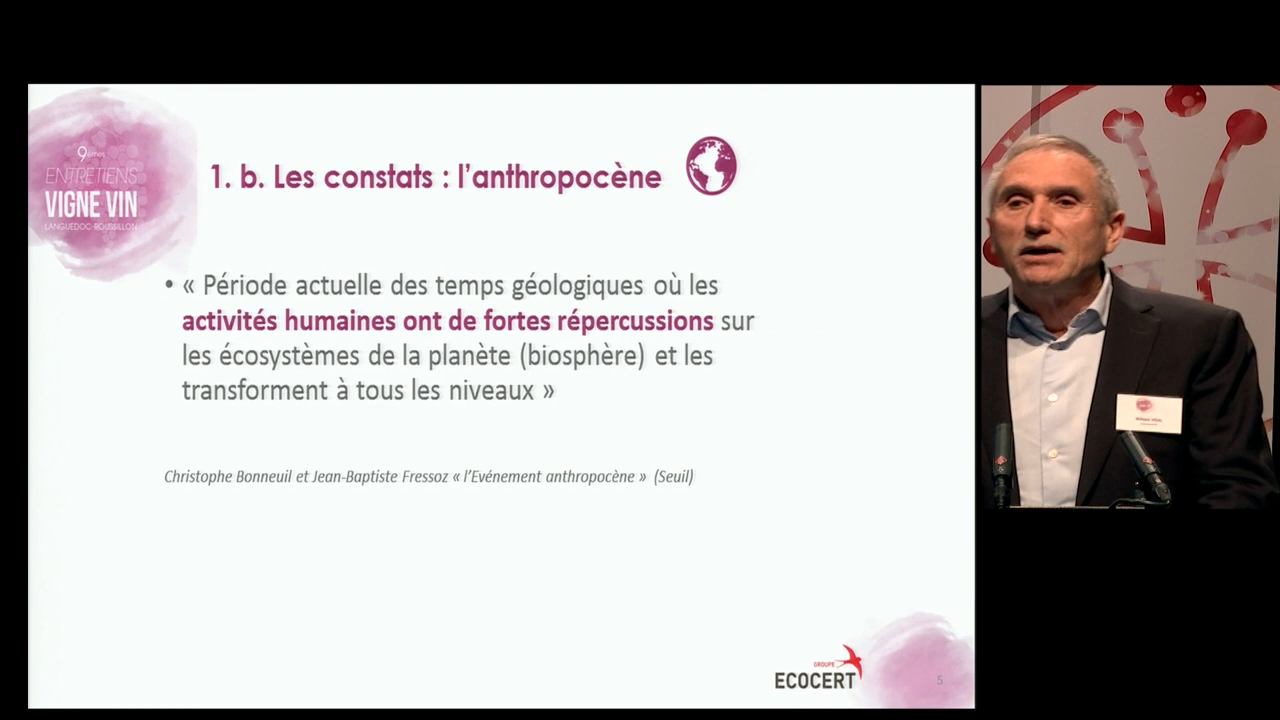 9èmes
ENTRETIENS
VIGNE VIN
LANGUEDOC-ROUSSILLON
1. b. Les constats : l'anthropocène
• « Période actuelle des temps géologiques où les
activités humaines ont de fortes répercussions sur
les écosystèmes de la planète (biosphère) et les
transforment à tous les niveaux »
Christophe Bonneuil et Jean-Baptiste Fressoz « l'Evénement anthropocène » (Seuil)
GROUPE
ECOCERT
5